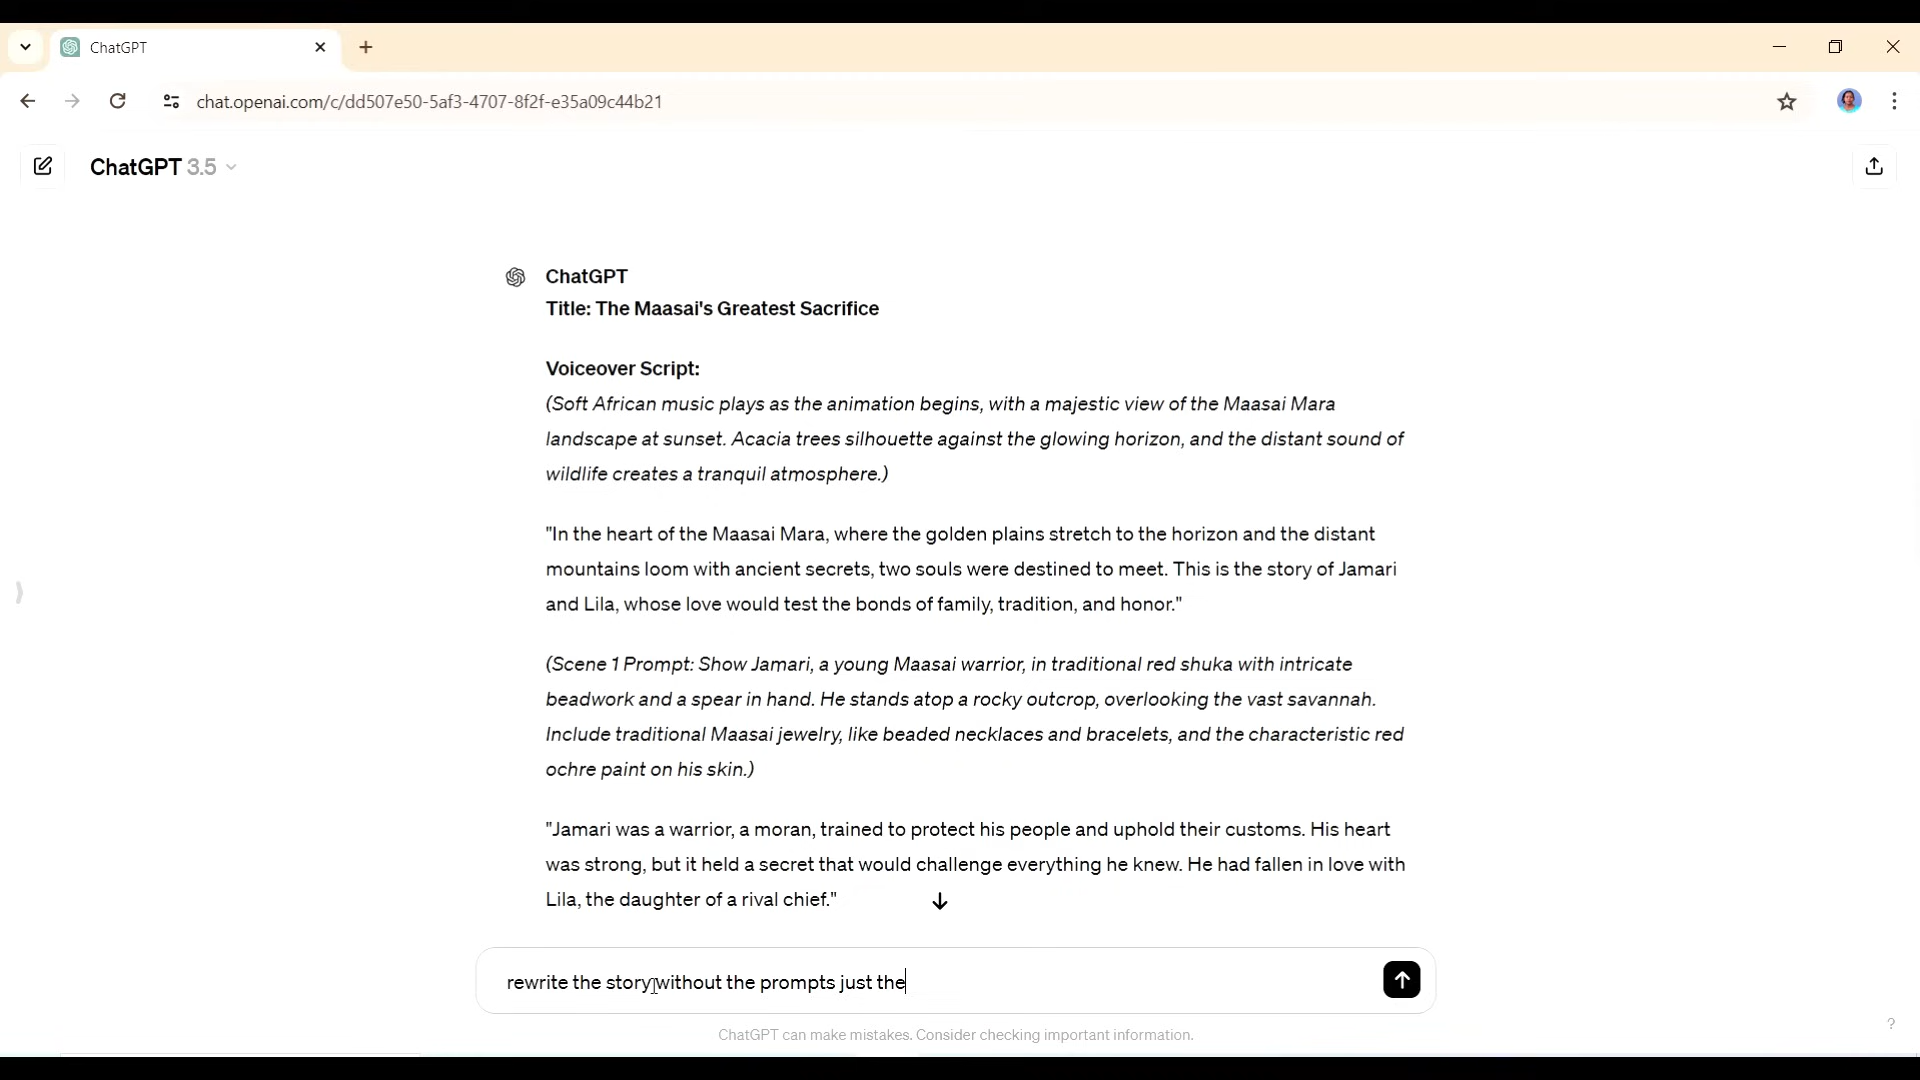 ChatGPT
chat.openai.com/c/dd507e50-5af3-4707-8f2f-e35a09c44b21
ChatGPT 3.5
ChatGPT
Title: The Maasai's Greatest Sacrifice
Voiceover Script:
(Soft African music plays as the animation begins, with a majestic view of the Maasai Mara
landscape at sunset. Acacia trees silhouette against the glowing horizon, and the distant sound of
wildlife creates a tranquil atmosphere.)
"In the heart of the Maasai Mara, where the golden plains stretch to the horizon and the distant
mountains loom with ancient secrets, two souls were destined to meet. This is the story of Jamari
and Lila, whose love would test the bonds of family, tradition, and honor."
(Scene 1 Prompt: Show Jamari, a young Maasai warrior, in traditional red shuka with intricate
beadwork and a spear in hand. He stands atop a rocky outcrop, overlooking the vast savannah.
Include traditional Maasai jewelry, like beaded necklaces and bracelets, and the characteristic red
ochre paint on his skin.)
"Jamari was a warrior, a moran, trained to protect his people and uphold their customs. His heart
was strong, but it held a secret that would challenge everything he knew. He had fallen in love with
Lila, the daughter of a rival chief."
rewrite the story without the prompts just the
ChatGPT can make mistakes. Consider checking important information.
?